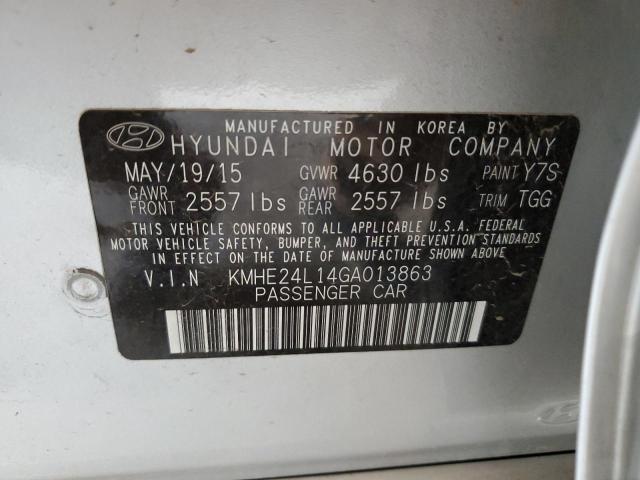 MANUFACTURED IN KOREA BY
HYUNDAI MOTOR COMPANY
MAY/19/15 GVWR 4630 lbs PAINT Y7S
GAWR FRONT 2557 lbs GAWR REAR 2557 lbs TRIM TGG
THIS VEHICLE CONFORMS TO ALL APPLICABLE U.S.A. FEDERAL
MOTOR VEHICLE SAFETY, BUMPER, AND THEFT PREVENTION STANDARDS
IN EFFECT ON THE DATE OF MANUFACTURE SHOWN ABOVE
V.I.N KMHE24L14GA013863
PASSENGER CAR